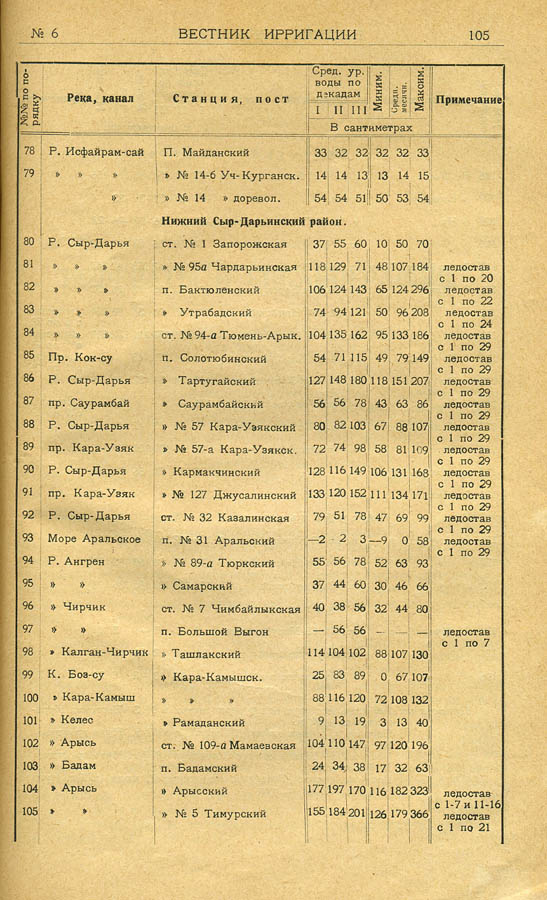 № 6 ВЕСТНИК ИРРИГАЦИИ 105
№№ по порядку Река, канал Станция, пост Сред. ур. воды по декадам I II III Миним. Средн. месячн. Максим. Примечание
В сантиметрах
78 Р. Исфайрам-сай П. Майданский 33 32 32 32 32 33
79 » » » » № 14-б Уч-Курганск. 14 14 13 13 14 15
» » № 14 » доревол. 54 54 51 50 53 54
Нижний Сыр-Дарьинский район.
80 Р. Сыр-Дарья ст. № 1 Запорожская 37 55 60 10 50 70
81 » » » » № 95а Чардарьинская 118 129 71 48 107 184 ледостав
с 1 по 20
82 » » » п. Бактюленский 106 124 143 65 124 296 ледостав
с 1 по 22
83 » » » » Утрабадский 74 94 121 50 96 208 ледостав
с 1 по 24
84 » » » ст. № 94-а Тюмень-Арык. 104 135 162 95 133 186 ледостав
с 1 по 29
85 Пр. Кок-су п. Солотюбинский 54 71 115 49 79 149 ледостав
с 1 по 29
86 Р. Сыр-Дарья » Тартугайский 127 148 180 118 151 207 ледостав
с 1 по 29
87 пр. Саурамбай » Саурамбайский 56 56 78 43 63 86 ледостав
с 1 по 29
88 Р. Сыр-Дарья » № 57 Кара-Узякский 80 82 103 67 88 107 ледостав
с 1 по 29
89 пр. Кара-Узяк » № 57-а Кара-Узякск. 72 74 98 58 81 109 ледостав
с 1 по 29
90 Р. Сыр-Дарья » Кармакчинский 128 116 149 106 131 168 ледостав
с 1 по 29
91 пр. Кара-Узяк » № 127 Джусалинский 133 120 152 111 134 171 ледостав
с 1 по 29
92 Р. Сыр-Дарья ст. № 32 Казалинская 79 51 78 47 69 99 ледостав
с 1 по 29
93 Море Аральское п. № 31 Аральский —2 2 3 —9 0 58 ледостав
с 1 по 29
94 Р. Ангрен » № 89-а Тюркский 55 56 78 52 63 93
95 » » » Самарский 37 44 60 30 46 66
96 » Чирчик ст. № 7 Чимбайлыкская 40 38 56 32 44 80
97 » » п. Большой Выгон — 56 56 — — — ледостав
с 1 по 7
98 » Калган-Чирчик » Ташлакский 114 104 102 88 107 130
99 К. Боз-су » Кара-Камышск. 25 83 89 0 67 107
100 » Кара-Камыш » » » 88 116 120 72 108 132
101 » Келес » Рамаданский 9 13 19 3 13 40
102 » Арысь ст. № 109-а Мамаевская 104 110 147 97 120 196
103 » Бадам п. Бадамский 24 34 38 17 32 63
104 » Арысь » Арысский 177 197 170 116 182 323 ледостав
с 1-7 и 11-16
105 » » » № 5 Тимурский 155 184 201 126 179 366 ледостав
с 1 по 21